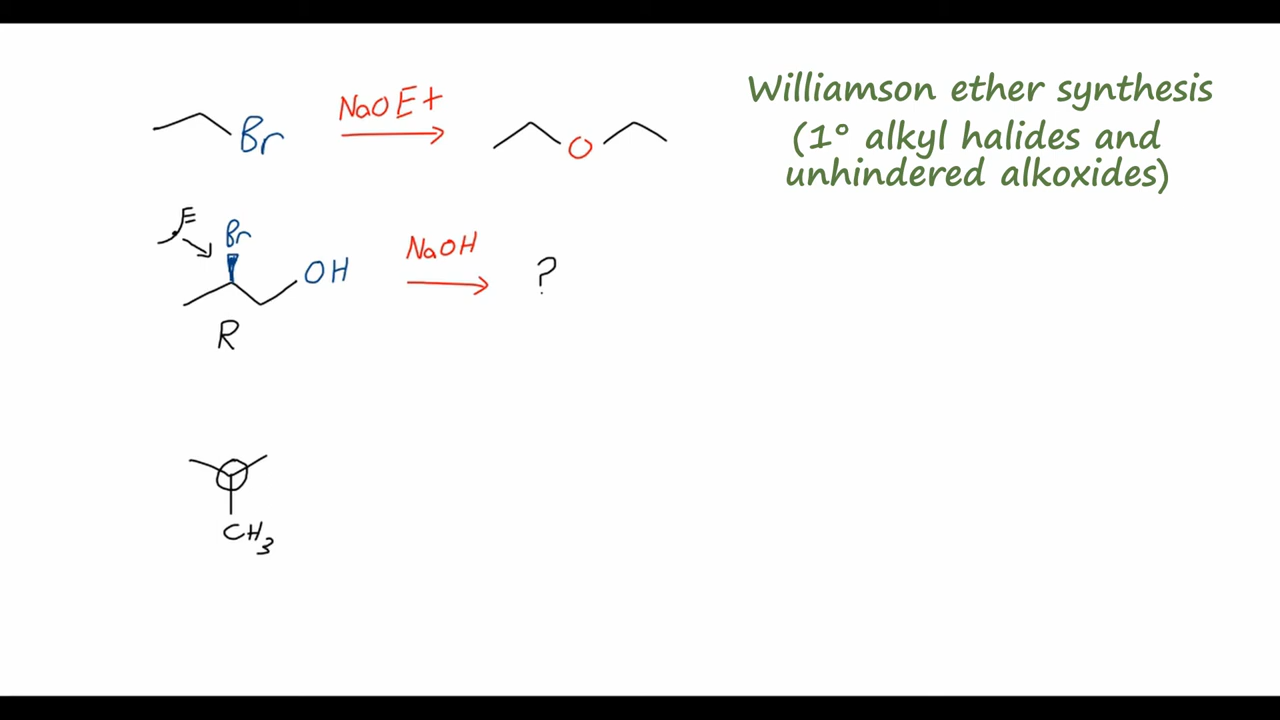 Williamson ether synthesis
(1° alkyl halides and
unhindered alkoxides)
NaOEt
Br
O
Br
OH
NaOH
?
R
CH3